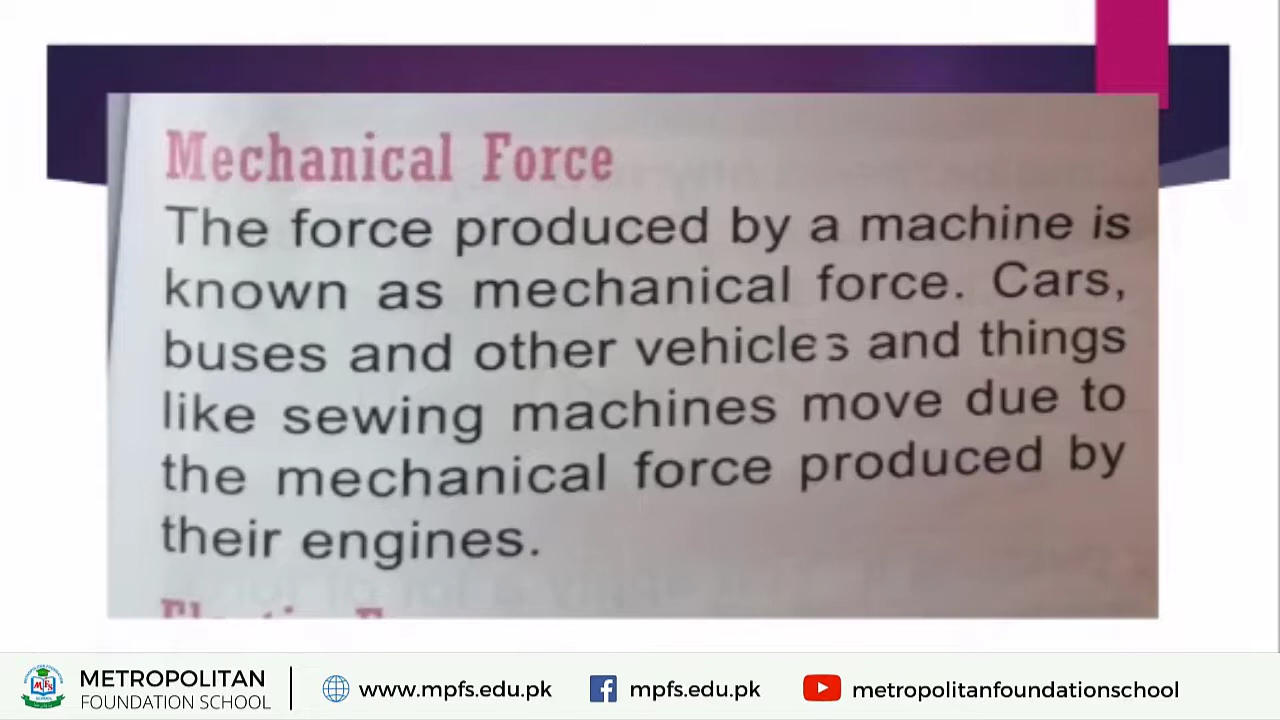 Mechanical Force
The force produced by a machine is
known as mechanical force. Cars,
buses and other vehicles and things
like sewing machines move due to
the mechanical force produced by
their engines.
METROPOLITAN
FOUNDATION SCHOOL
www.mpfs.edu.pk
mpfs.edu.pk
metropolitanfoundationschool